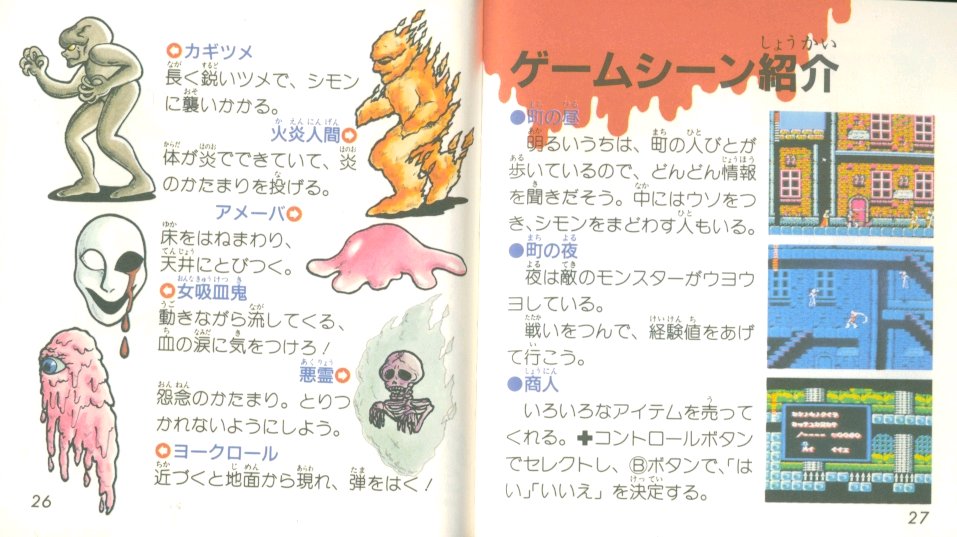 カギツメ
長く鋭いツメで、シモン
に襲いかかる。
火炎人間
体が炎でできていて、炎
のかたまりを投げる。
アメーバ
床をはねまわり、
天井にとびつく。
女吸血鬼
動きながら流してくる、
血の涙に気をつけろ！
悪霊
怨念のかたまり。とりつ
かれないようにしよう。
ヨークロール
近づくと地面から現れ、弾をはく！
26
ゲームシーン紹介
●町の昼
明るいうちは、町の人びとが
歩いているので、どんどん情報
を聞きだそう。中にはウソをつ
き、シモンをまどわす人もいる。
●町の夜
夜は敵のモンスターがウヨウ
ヨしている。
戦いをつんで、経験値をあげ
て行こう。
●商人
いろいろなアイテムを売って
くれる。✚コントロールボタン
でセレクトし、Ⓑボタンで、「は
い」「いいえ」を決定する。
ハイ イイエ
27